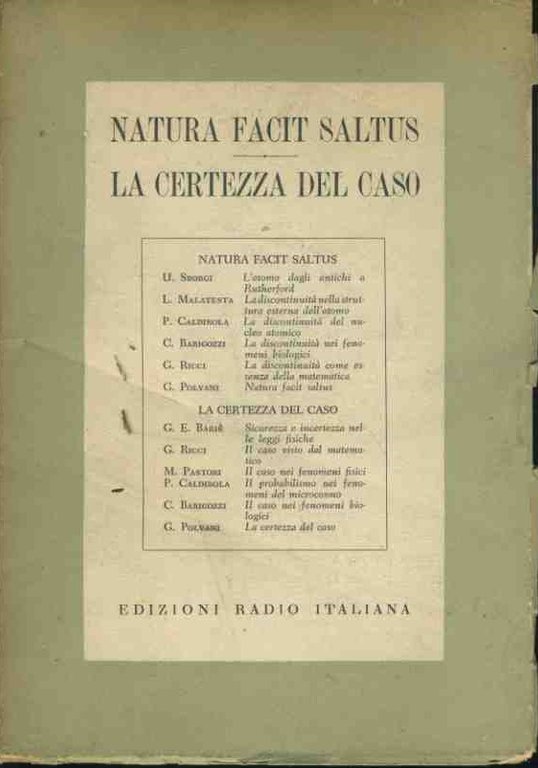 NATURA FACIT SALTUS
LA CERTEZZA DEL CASO
NATURA FACIT SALTUS
U. SBORGI L'atomo dagli antichi a
Rutherford
L. MALATESTA La discontinuità nella strut-
tura esterna dell'atomo
P. CALDIROLA La discontinuità del nu-
cleo atomico
C. BARIGOZZI La discontinuità nei feno-
meni biologici
G. RICCI La discontinuità come es-
senza della matematica
G. POLVANI Natura facit saltus
LA CERTEZZA DEL CASO
G. E. BARIÉ Sicurezza e incertezza nel-
le leggi fisiche
G. RICCI Il caso visto dal matema-
tico
M. PASTORI Il caso nei fenomeni fisici
P. CALDIROLA Il probabilismo nei feno-
meni del microcosmo
C. BARIGOZZI Il caso nei fenomeni bio-
logici
G. POLVANI La certezza del caso
EDIZIONI RADIO ITALIANA